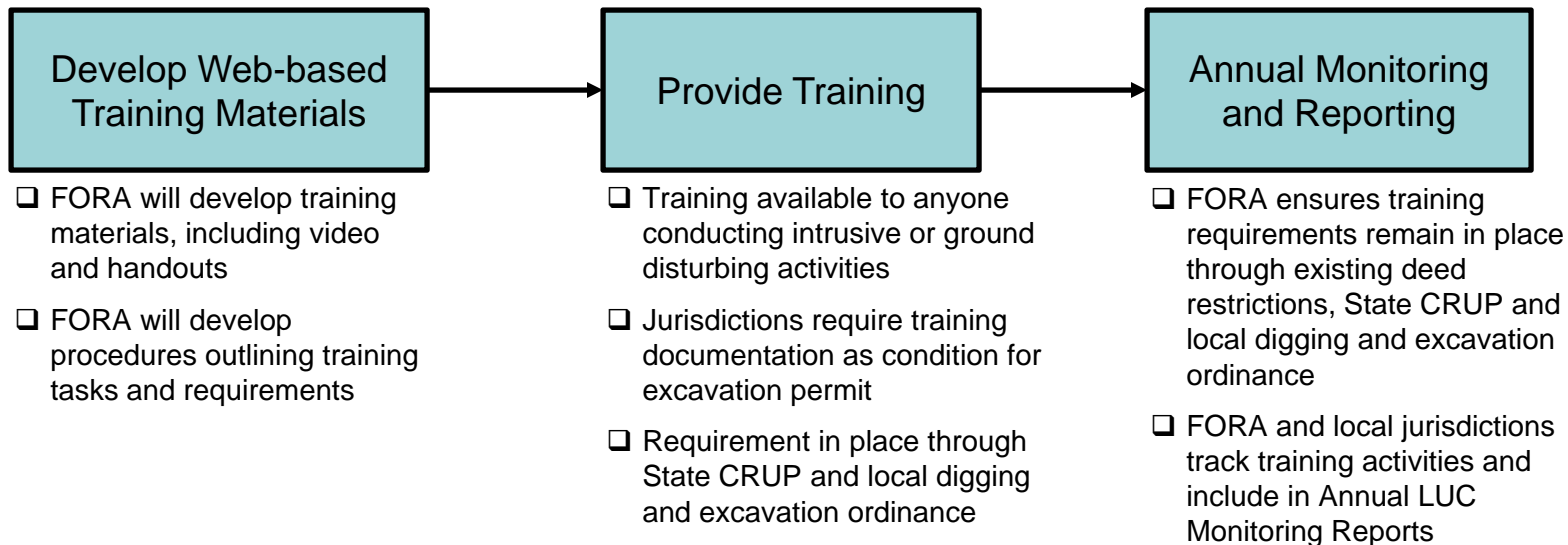 Develop Web-based
Training Materials
❑ FORA will develop training
materials, including video
and handouts
❑ FORA will develop
procedures outlining training
tasks and requirements
Provide Training
❑ Training available to anyone
conducting intrusive or ground
disturbing activities
❑ Jurisdictions require training
documentation as condition for
excavation permit
❑ Requirement in place through
State CRUP and local digging
and excavation ordinance
Annual Monitoring
and Reporting
❑ FORA ensures training
requirements remain in place
through existing deed
restrictions, State CRUP and
local digging and excavation
ordinance
❑ FORA and local jurisdictions
track training activities and
include in Annual LUC
Monitoring Reports